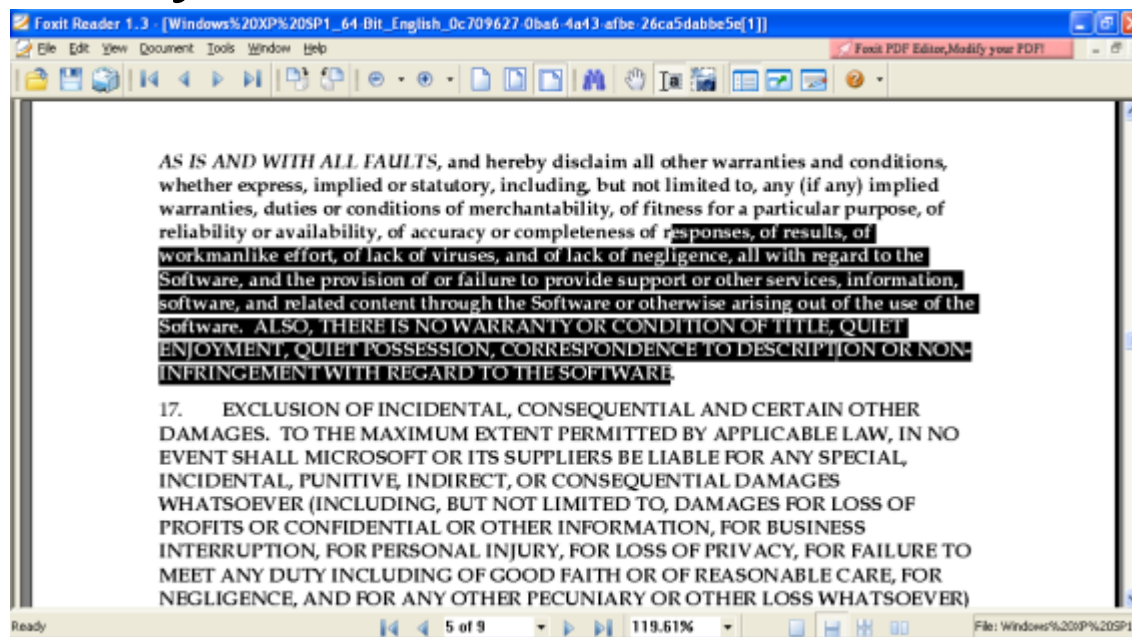 Foxit Reader 1.3 - [Windows%20XP%20SP1_64-Bit_English_0c709627-0ba6-4a43-afbe-26ca5dabbe5e[1]]
File Edit View Document Tools Window Help
Foxit PDF Editor,Modify your PDF!
AS IS AND WITH ALL FAULTS, and hereby disclaim all other warranties and conditions,
whether express, implied or statutory, including, but not limited to, any (if any) implied
warranties, duties or conditions of merchantability, of fitness for a particular purpose, of
reliability or availability, of accuracy or completeness of responses, of results, of
workmanlike effort, of lack of viruses, and of lack of negligence, all with regard to the
Software, and the provision of or failure to provide support or other services, information,
software, and related content through the Software or otherwise arising out of the use of the
Software. ALSO, THERE IS NO WARRANTY OR CONDITION OF TITLE, QUIET
ENJOYMENT, QUIET POSSESSION, CORRESPONDENCE TO DESCRIPTION OR NON-
INFRINGEMENT WITH REGARD TO THE SOFTWARE.
17. EXCLUSION OF INCIDENTAL, CONSEQUENTIAL AND CERTAIN OTHER
DAMAGES. TO THE MAXIMUM EXTENT PERMITTED BY APPLICABLE LAW, IN NO
EVENT SHALL MICROSOFT OR ITS SUPPLIERS BE LIABLE FOR ANY SPECIAL,
INCIDENTAL, PUNITIVE, INDIRECT, OR CONSEQUENTIAL DAMAGES
WHATSOEVER (INCLUDING, BUT NOT LIMITED TO, DAMAGES FOR LOSS OF
PROFITS OR CONFIDENTIAL OR OTHER INFORMATION, FOR BUSINESS
INTERRUPTION, FOR PERSONAL INJURY, FOR LOSS OF PRIVACY, FOR FAILURE TO
MEET ANY DUTY INCLUDING OF GOOD FAITH OR OF REASONABLE CARE, FOR
NEGLIGENCE, AND FOR ANY OTHER PECUNIARY OR OTHER LOSS WHATSOEVER)
Ready 5 of 9 119.61% File: Windows%20XP%20SP1